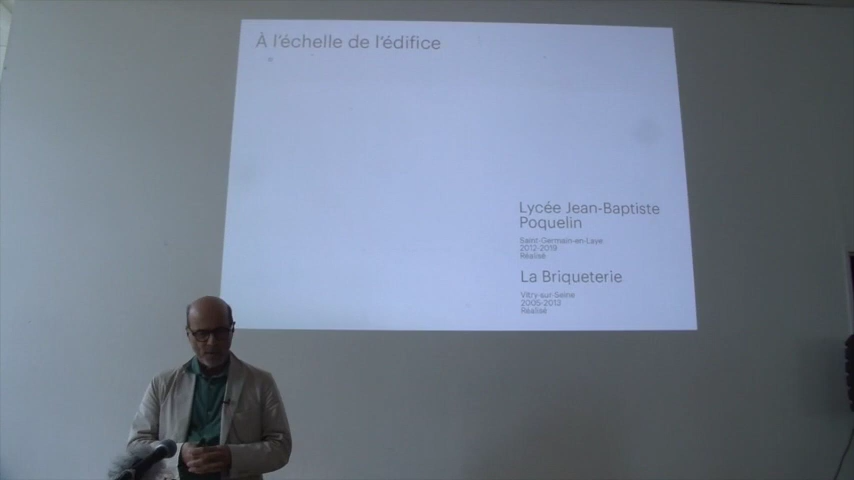 À l'échelle de l'édifice
Lycée Jean-Baptiste
Poquelin
Saint-Germain-en-Laye
2012-2019
Réalisé
La Briqueterie
Vitry-sur-Seine
2005-2013
Réalisé